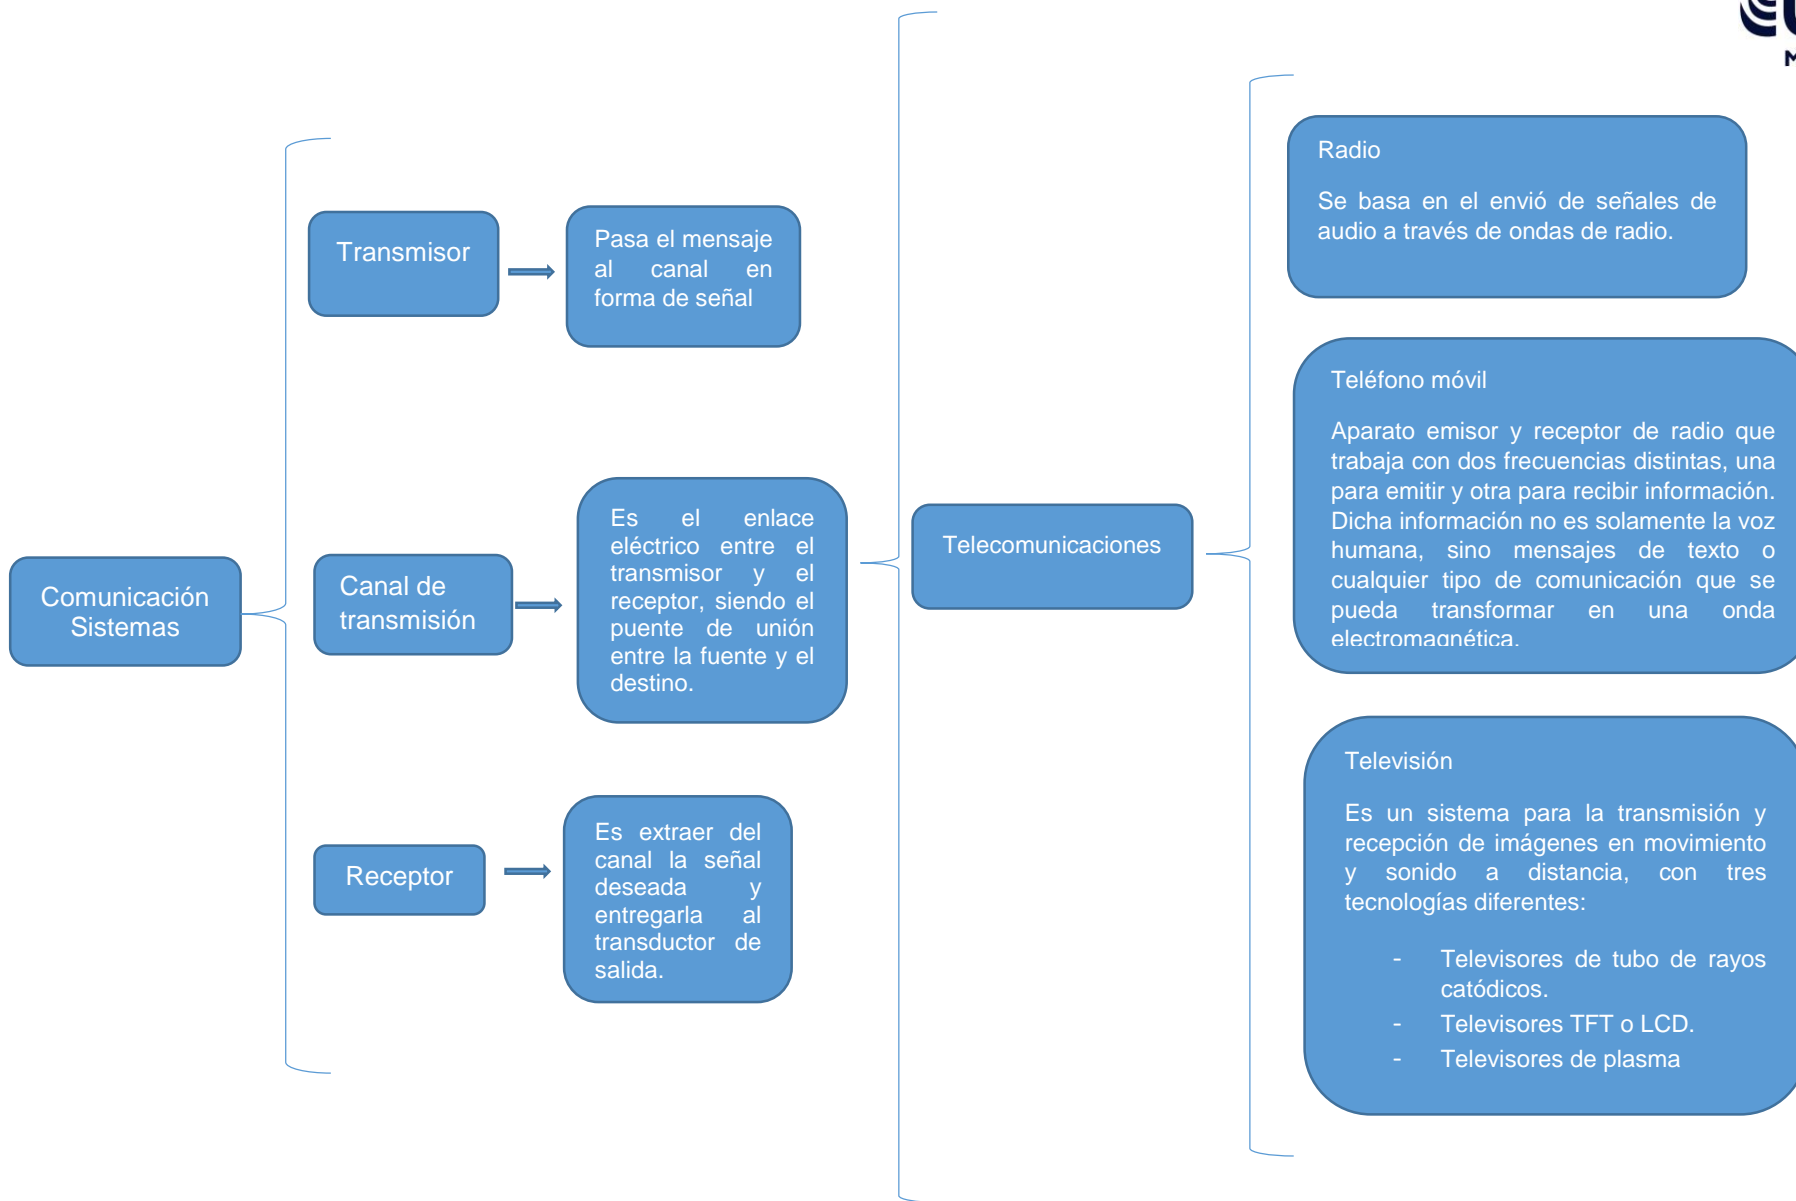 Comunicación
Sistemas
Transmisor
Pasa el mensaje
al canal en
forma de señal
Canal de
transmisión
Es el enlace
eléctrico entre el
transmisor y el
receptor, siendo el
puente de unión
entre la fuente y el
destino.
Receptor
Es extraer del
canal la señal
deseada y
entregarla al
transductor de
salida.
Telecomunicaciones
Radio
Se basa en el envió de señales de
audio a través de ondas de radio.
Teléfono móvil
Aparato emisor y receptor de radio que
trabaja con dos frecuencias distintas, una
para emitir y otra para recibir información.
Dicha información no es solamente la voz
humana, sino mensajes de texto o
cualquier tipo de comunicación que se
pueda transformar en una onda
electromagnética.
Televisión
Es un sistema para la transmisión y
recepción de imágenes en movimiento
y sonido a distancia, con tres
tecnologías diferentes:
- Televisores de tubo de rayos
catódicos.
- Televisores TFT o LCD.
- Televisores de plasma